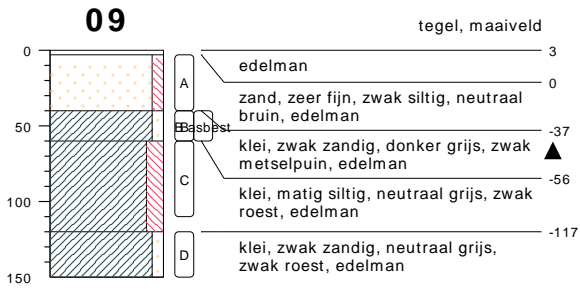 09
tegel, maaiveld
0
50
100
150
A
B
Basbest
C
D
3
edelman
0
zand, zeer fijn, zwak siltig, neutraal
bruin, edelman
-37
klei, zwak zandig, donker grijs, zwak
metselpuin, edelman
-56
klei, matig siltig, neutraal grijs, zwak
roest, edelman
-117
klei, zwak zandig, neutraal grijs,
zwak roest, edelman